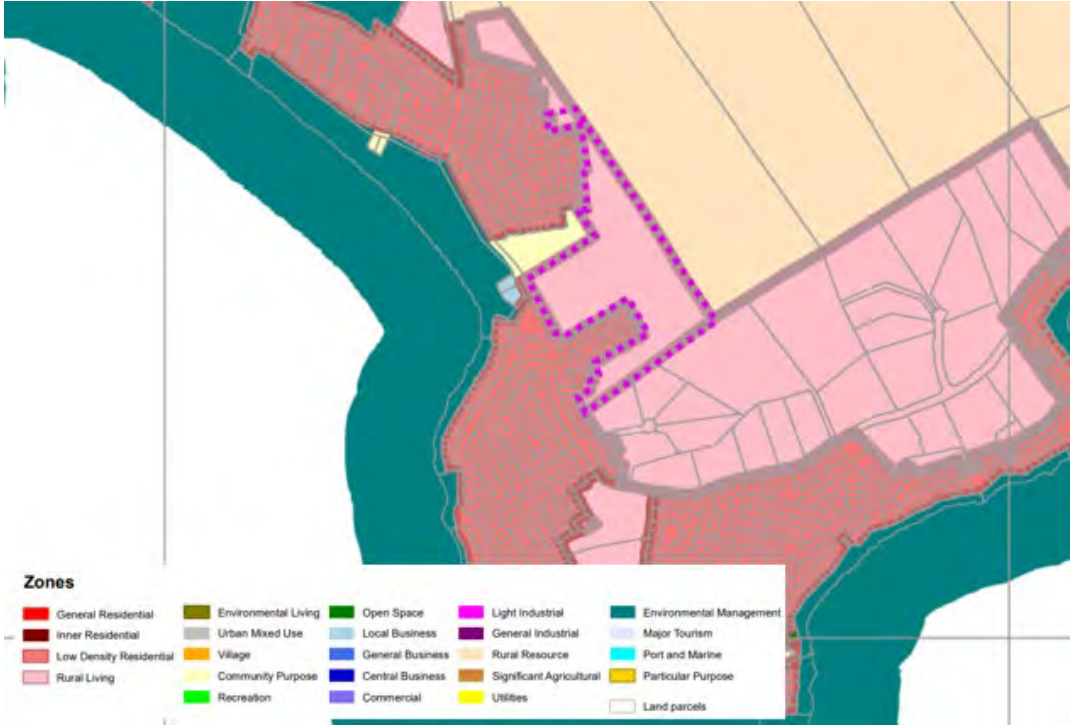 Zones
General Residential
Inner Residential
Low Density Residential
Rural Living
Environmental Living
Urban Mixed Use
Village
Community Purpose
Recreation
Open Space
Local Business
General Business
Central Business
Commercial
Light Industrial
General Industrial
Rural Resource
Significant Agricultural
Utilities
Environmental Management
Major Tourism
Port and Marine
Particular Purpose
Land parcels